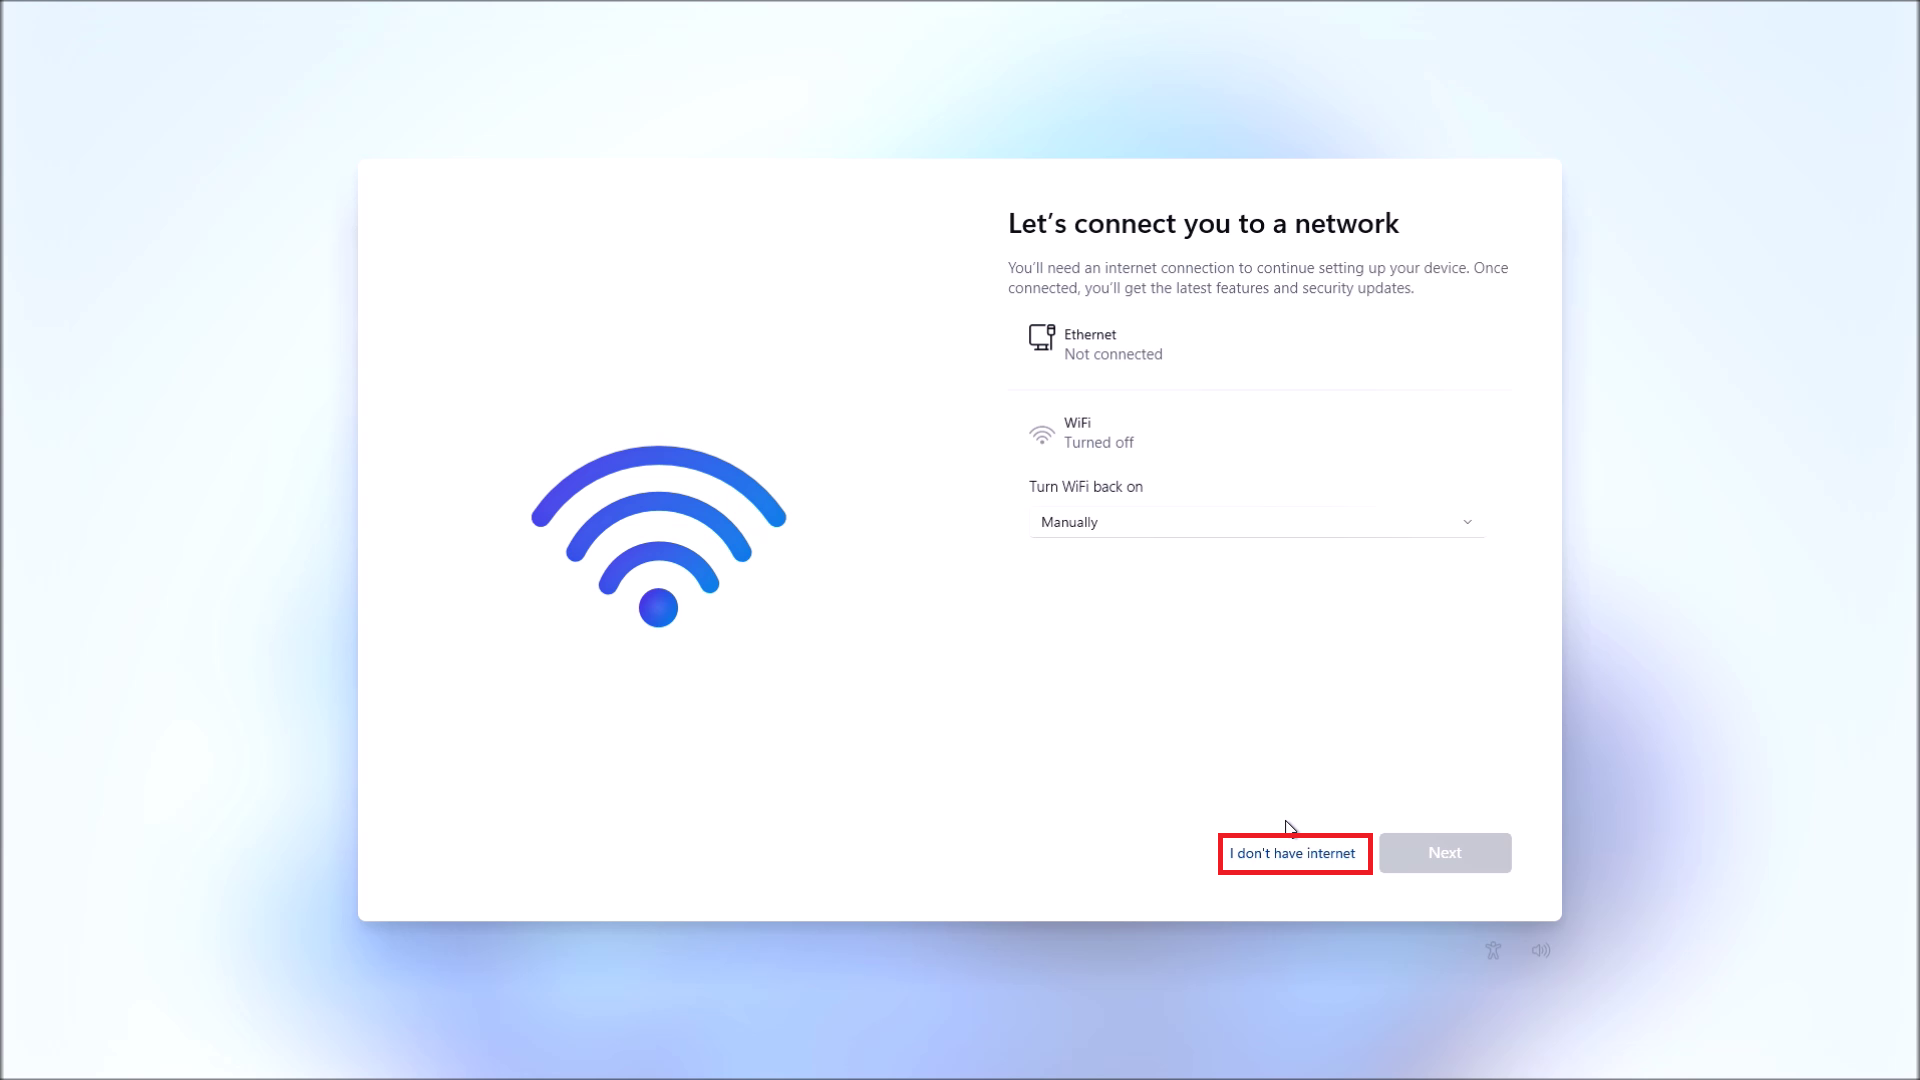 Let’s connect you to a network
You’ll need an internet connection to continue setting up your device. Once
connected, you’ll get the latest features and security updates.
Ethernet
Not connected
WiFi
Turned off
Turn WiFi back on
Manually
I don't have internet
Next